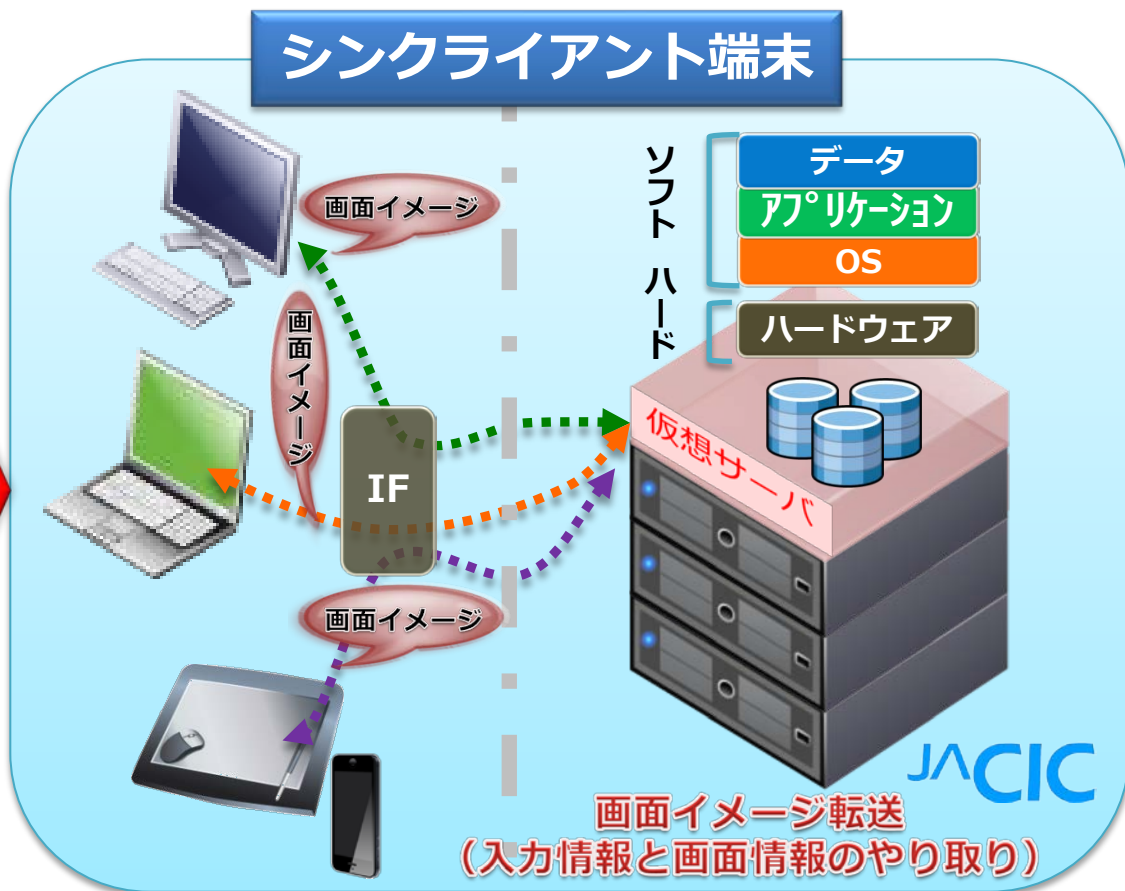 シンクライアント端末
画面イメージ
画面イメージ
IF
画面イメージ
ソフト
ハード
データ
アプリケーション
OS
ハードウェア
仮想サーバ
JACIC
画面イメージ転送
（入力情報と画面情報のやり取り）